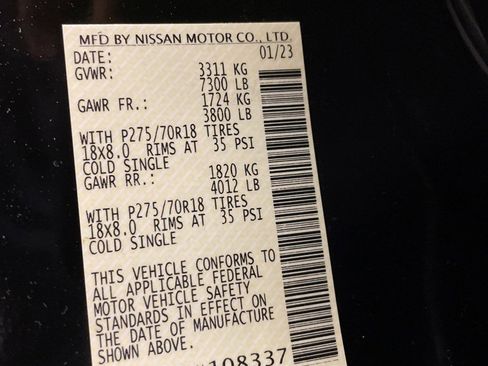 MFD BY NISSAN MOTOR CO., LTD.
DATE: 01/23
GVWR: 3311 KG
7300 LB
GAWR FR.: 1724 KG
3800 LB
WITH P275/70R18 TIRES
18X8.0 RIMS AT 35 PSI
COLD SINGLE
GAWR RR.: 1820 KG
4012 LB
WITH P275/70R18 TIRES
18X8.0 RIMS AT 35 PSI
COLD SINGLE
THIS VEHICLE CONFORMS TO
ALL APPLICABLE FEDERAL
MOTOR VEHICLE SAFETY
STANDARDS IN EFFECT ON
THE DATE OF MANUFACTURE
SHOWN ABOVE.
108337